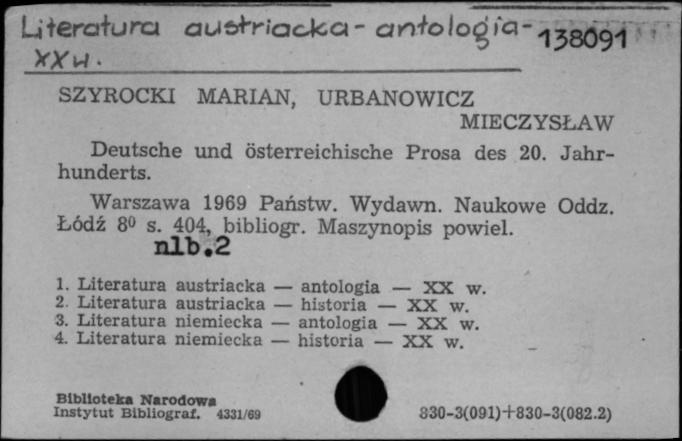 Literatura austriacka - antologia - 138091
XX w.
SZYROCKI MARIAN, URBANOWICZ
MIECZYSŁAW
Deutsche und österreichische Prosa des 20. Jahr-
hunderts.
Warszawa 1969 Państw. Wydawn. Naukowe Oddz.
Łódź 8⁰ s. 404, bibliogr. Maszynopis powiel.
nlb.2
1. Literatura austriacka — antologia — XX w.
2. Literatura austriacka — historia — XX w.
3. Literatura niemiecka — antologia — XX w.
4. Literatura niemiecka — historia — XX w.
Biblioteka Narodowa
Instytut Bibliograf. 4331/69 830-3(091)+830-3(082.2)